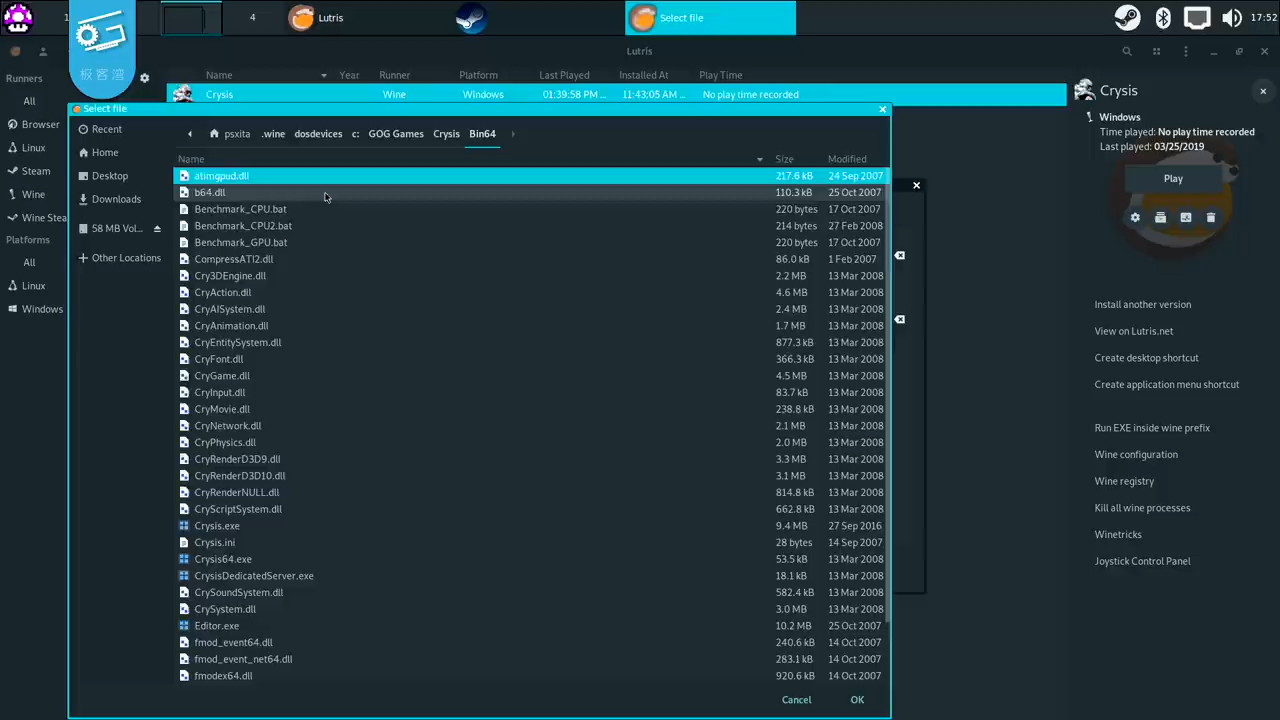 1
4
Lutris
Select file
17:52
极客湾
Lutris
Runners
All
Browser
Linux
Steam
Wine
Wine Stea
Platforms
All
Linux
Windows
Name Year Runner Platform Last Played Installed At Play Time
Crysis Wine Windows 01:39:58 PM ... 11:43:05 AM ... No play time recorded
Select file
Recent
Home
Desktop
Downloads
58 MB Vol...
Other Locations
psxita .wine dosdevices c: GOG Games Crysis Bin64
Name Size Modified
atimgpud.dll 217.6 kB 24 Sep 2007
b64.dll 110.3 kB 25 Oct 2007
Benchmark_CPU.bat 220 bytes 17 Oct 2007
Benchmark_CPU2.bat 214 bytes 27 Feb 2008
Benchmark_GPU.bat 220 bytes 17 Oct 2007
CompressATI2.dll 86.0 kB 1 Feb 2007
Cry3DEngine.dll 2.2 MB 13 Mar 2008
CryAction.dll 4.6 MB 13 Mar 2008
CryAISystem.dll 2.4 MB 13 Mar 2008
CryAnimation.dll 1.7 MB 13 Mar 2008
CryEntitySystem.dll 877.3 kB 13 Mar 2008
CryFont.dll 366.3 kB 13 Mar 2008
CryGame.dll 4.5 MB 13 Mar 2008
CryInput.dll 83.7 kB 13 Mar 2008
CryMovie.dll 238.8 kB 13 Mar 2008
CryNetwork.dll 2.1 MB 13 Mar 2008
CryPhysics.dll 2.0 MB 13 Mar 2008
CryRenderD3D9.dll 3.3 MB 13 Mar 2008
CryRenderD3D10.dll 3.1 MB 13 Mar 2008
CryRenderNULL.dll 814.8 kB 13 Mar 2008
CryScriptSystem.dll 662.8 kB 13 Mar 2008
Crysis.exe 9.4 MB 27 Sep 2016
Crysis.ini 28 bytes 14 Sep 2007
Crysis64.exe 53.5 kB 13 Mar 2008
CrysisDedicatedServer.exe 18.1 kB 13 Mar 2008
CrySoundSystem.dll 582.4 kB 13 Mar 2008
CrySystem.dll 3.0 MB 13 Mar 2008
Editor.exe 10.2 MB 25 Oct 2007
fmod_event64.dll 240.6 kB 14 Oct 2007
fmod_event_net64.dll 283.1 kB 14 Oct 2007
fmodex64.dll 920.6 kB 14 Oct 2007
Cancel
OK
Crysis
Windows
Time played: No play time recorded
Last played: 03/25/2019
Play
Install another version
View on Lutris.net
Create desktop shortcut
Create application menu shortcut
Run EXE inside wine prefix
Wine configuration
Wine registry
Kill all wine processes
Winetricks
Joystick Control Panel